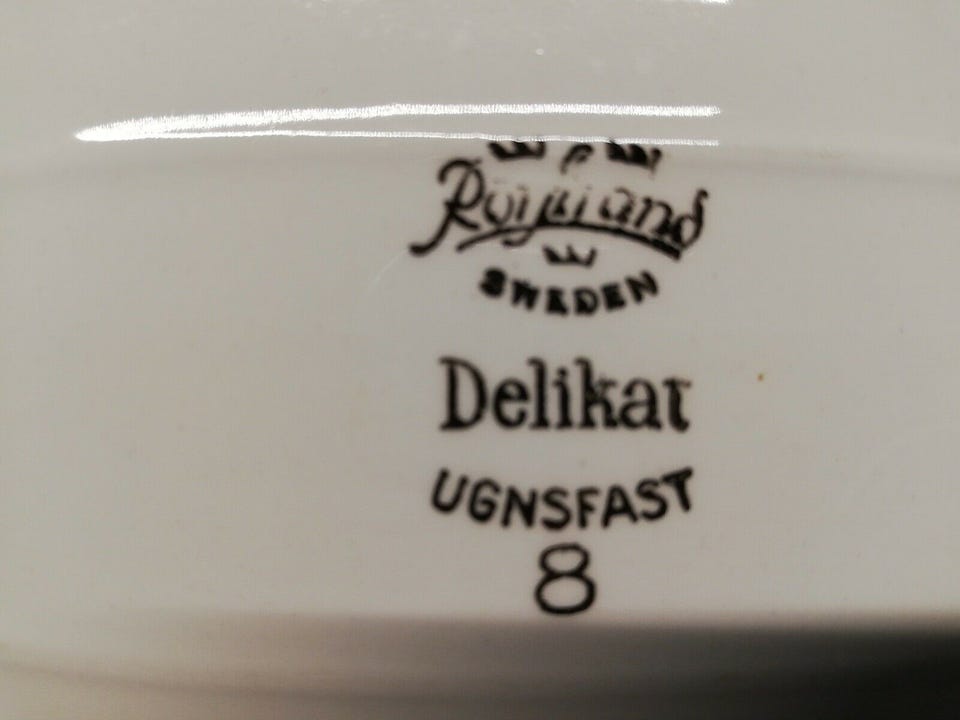 Rörstrand
SWEDEN
Delikat
UGNSFAST
8